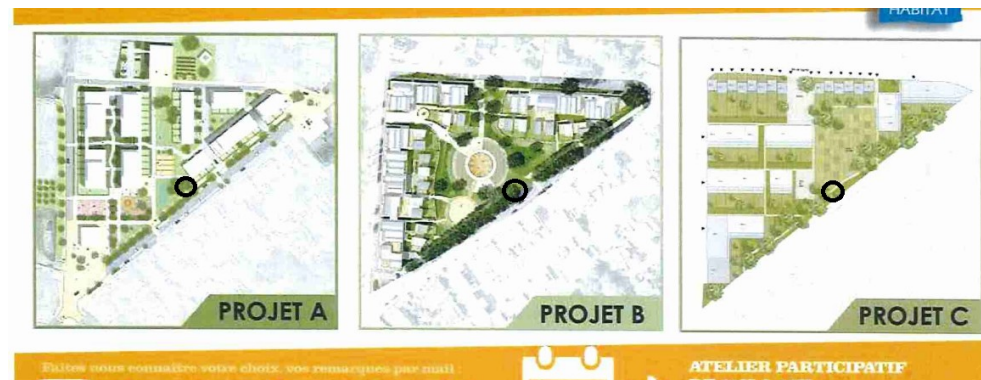 HABITAT
PROJET A
PROJET B
PROJET C
Faites nous connaître votre choix, vos remarques par mail :
ATELIER PARTICIPATIF